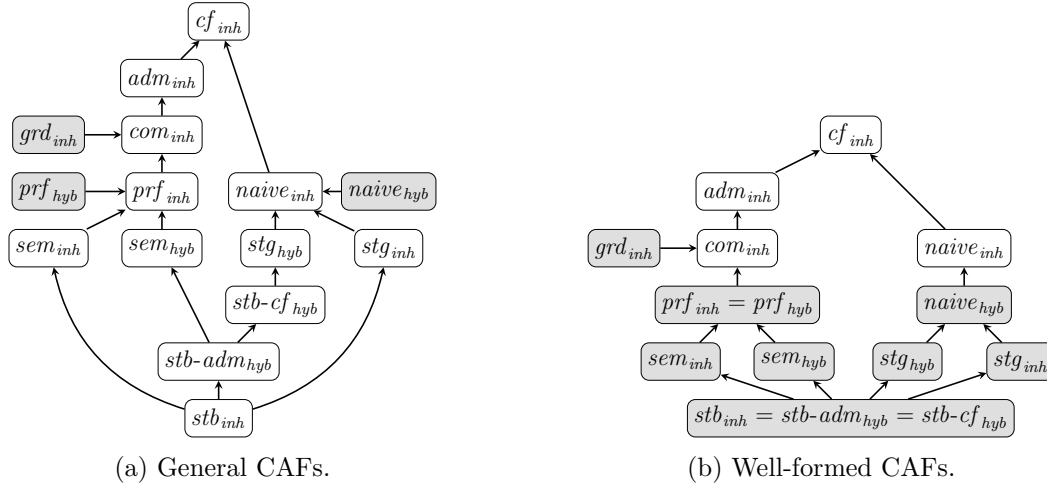 cf_inh
adm_inh
grd_inh com_inh
prf_hyb prf_inh naive_inh naive_hyb
sem_inh sem_hyb stg_hyb stg_inh
stb-cf_hyb
stb-adm_hyb
stb_inh
(a) General CAFs.
cf_inh
adm_inh
grd_inh com_inh naive_inh
prf_inh = prf_hyb naive_hyb
sem_inh sem_hyb stg_hyb stg_inh
stb_inh = stb-adm_hyb = stb-cf_hyb
(b) Well-formed CAFs.